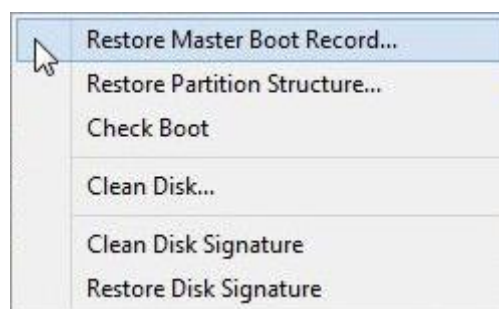 Restore Master Boot Record...
Restore Partition Structure...
Check Boot
Clean Disk...
Clean Disk Signature
Restore Disk Signature